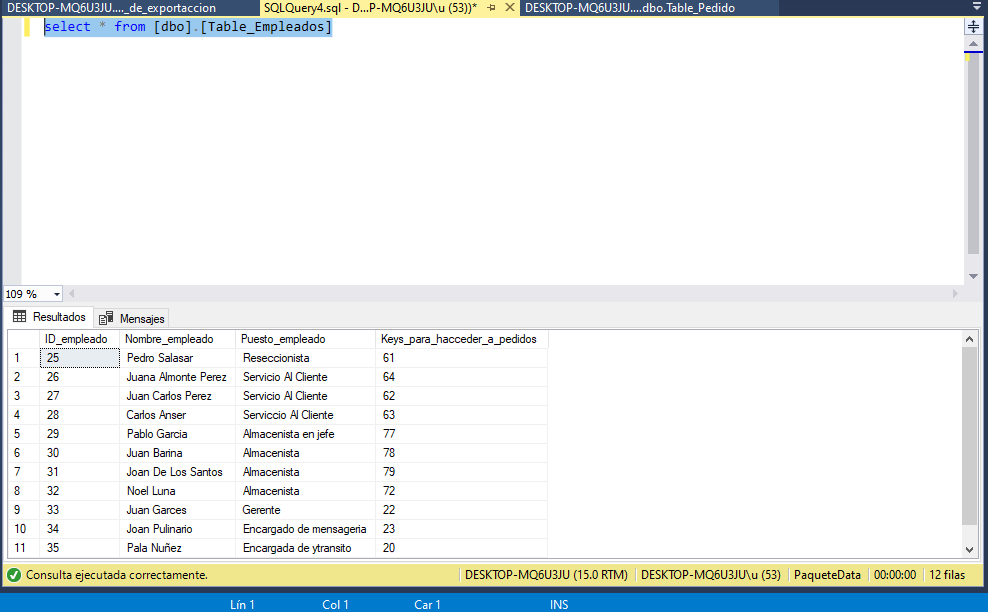 DESKTOP-MQ6U3JU...._de_exportaccion SQLQuery4.sql - D...P-MQ6U3JU\u (53))* DESKTOP-MQ6U3JU....dbo.Table_Pedido
select * from [dbo].[Table_Empleados]
109 %
Resultados Mensajes
ID_empleado Nombre_empleado Puesto_empleado Keys_para_hacceder_a_pedidos
1 25 Pedro Salasar Reseccionista 61
2 26 Juana Almonte Perez Servicio Al Cliente 64
3 27 Juan Carlos Perez Servicio Al Cliente 62
4 28 Carlos Anser Serviccio Al Cliente 63
5 29 Pablo Garcia Almacenista en jefe 77
6 30 Juan Barina Almacenista 78
7 31 Joan De Los Santos Almacenista 79
8 32 Noel Luna Almacenista 72
9 33 Juan Garces Gerente 22
10 34 Joan Pulinario Encargado de mensageria 23
11 35 Pala Nuñez Encargada de ytransito 20
Consulta ejecutada correctamente. DESKTOP-MQ6U3JU (15.0 RTM) DESKTOP-MQ6U3JU\u (53) PaqueteData 00:00:00 12 filas
Lín 1 Col 1 Car 1 INS